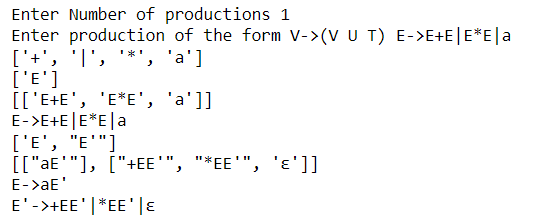 Enter Number of productions 1
Enter production of the form V->(V U T) E->E+E|E*E|a
['+', '|', '*', 'a']
['E']
[['E+E', 'E*E', 'a']]
E->E+E|E*E|a
['E', "E'"]
[["aE'"], ["+EE'", "*EE'", 'ε']]
E->aE'
E'->+EE'|*EE'|ε